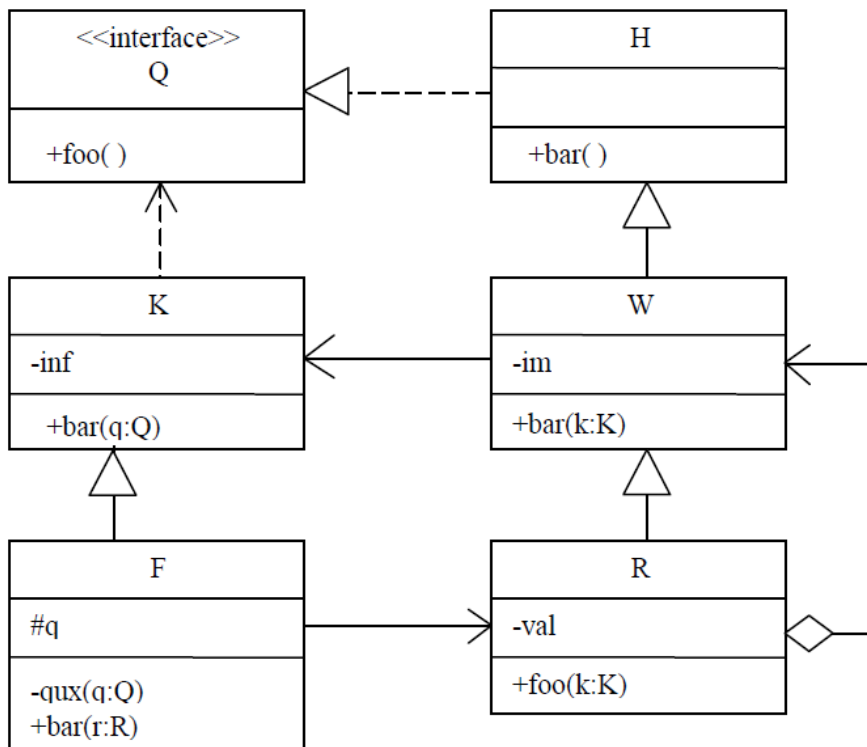 <<interface>>
Q
+foo( )
H
+bar( )
K
-inf
+bar(q:Q)
W
-im
+bar(k:K)
F
#q
-qux(q:Q)
+bar(r:R)
R
-val
+foo(k:K)